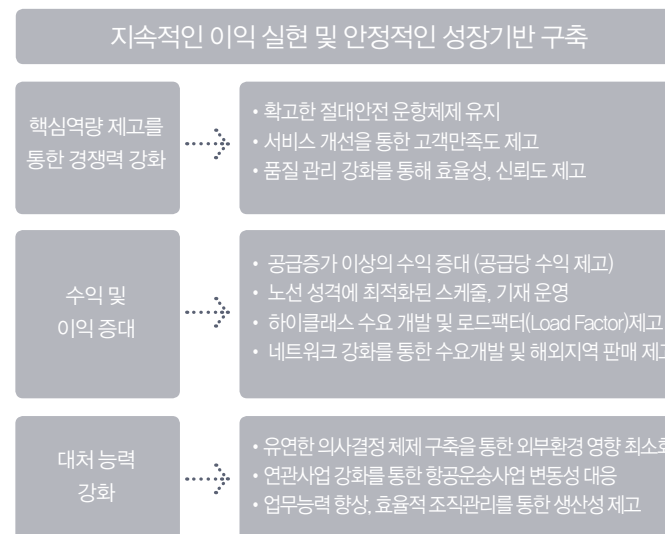 지속적인 이익 실현 및 안정적인 성장기반 구축
핵심역량 제고를
통한 경쟁력 강화
• 확고한 절대안전 운항체제 유지
• 서비스 개선을 통한 고객만족도 제고
• 품질 관리 강화를 통해 효율성, 신뢰도 제고
수익 및
이익 증대
• 공급증가 이상의 수익 증대 (공급당 수익 제고)
• 노선 성격에 최적화된 스케줄, 기재 운영
• 하이클래스 수요 개발 및 로드팩터(Load Factor)제고
• 네트워크 강화를 통한 수요개발 및 해외지역 판매 제고
대처 능력
강화
• 유연한 의사결정 체제 구축을 통한 외부환경 영향 최소화
• 연관사업 강화를 통한 항공운송사업 변동성 대응
• 업무능력 향상, 효율적 조직관리를 통한 생산성 제고